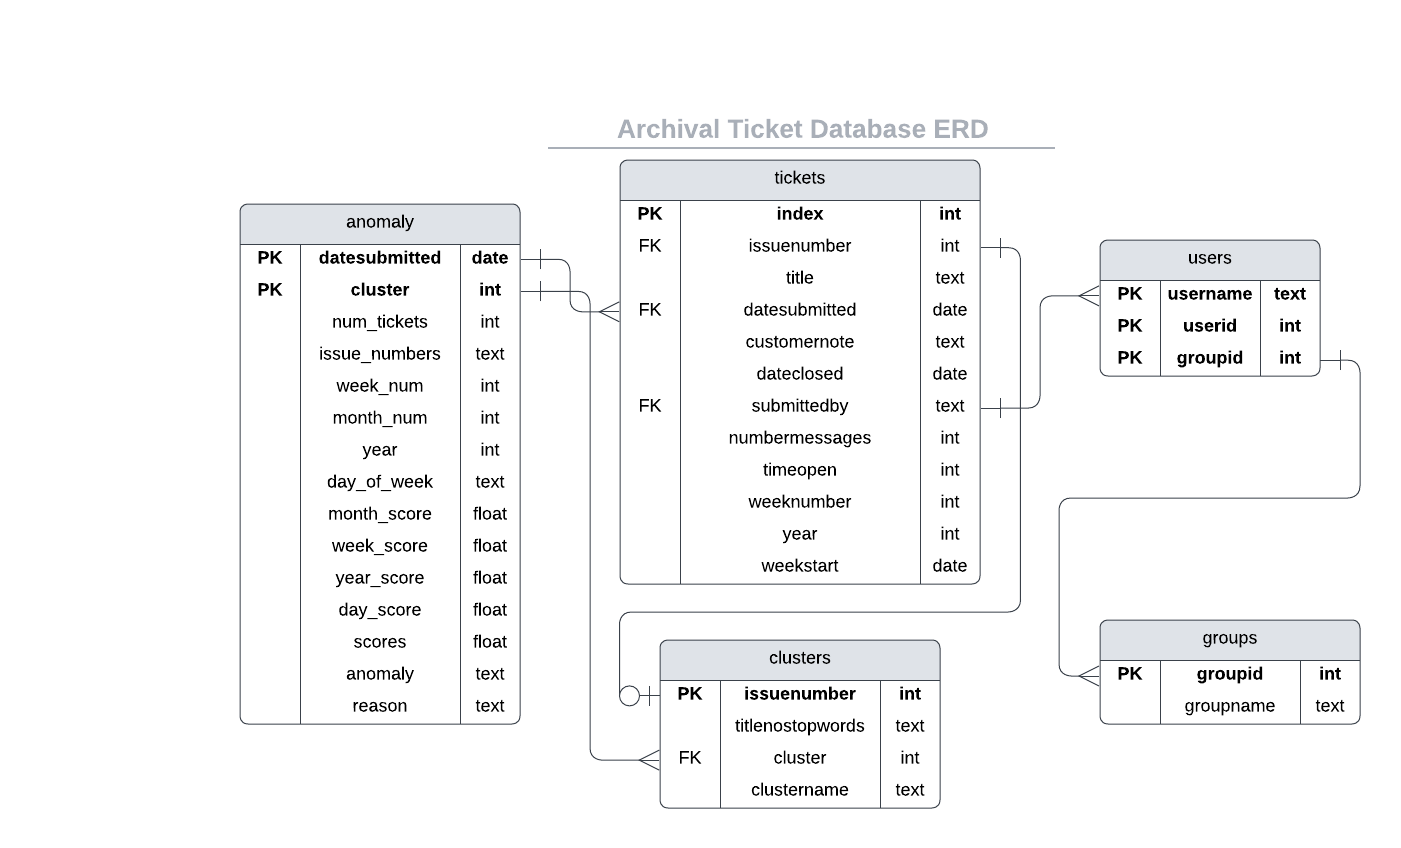 Archival Ticket Database ERD
anomaly
PK datesubmitted date
PK cluster int
num_tickets int
issue_numbers text
week_num int
month_num int
year int
day_of_week text
month_score float
week_score float
year_score float
day_score float
scores float
anomaly text
reason text
tickets
PK index int
FK issuenumber int
title text
FK datesubmitted date
customernote text
dateclosed date
FK submittedby text
numbermessages int
timeopen int
weeknumber int
year int
weekstart date
clusters
PK issuenumber int
titlenostopwords text
FK cluster int
clustername text
users
PK username text
PK userid int
PK groupid int
groups
PK groupid int
groupname text